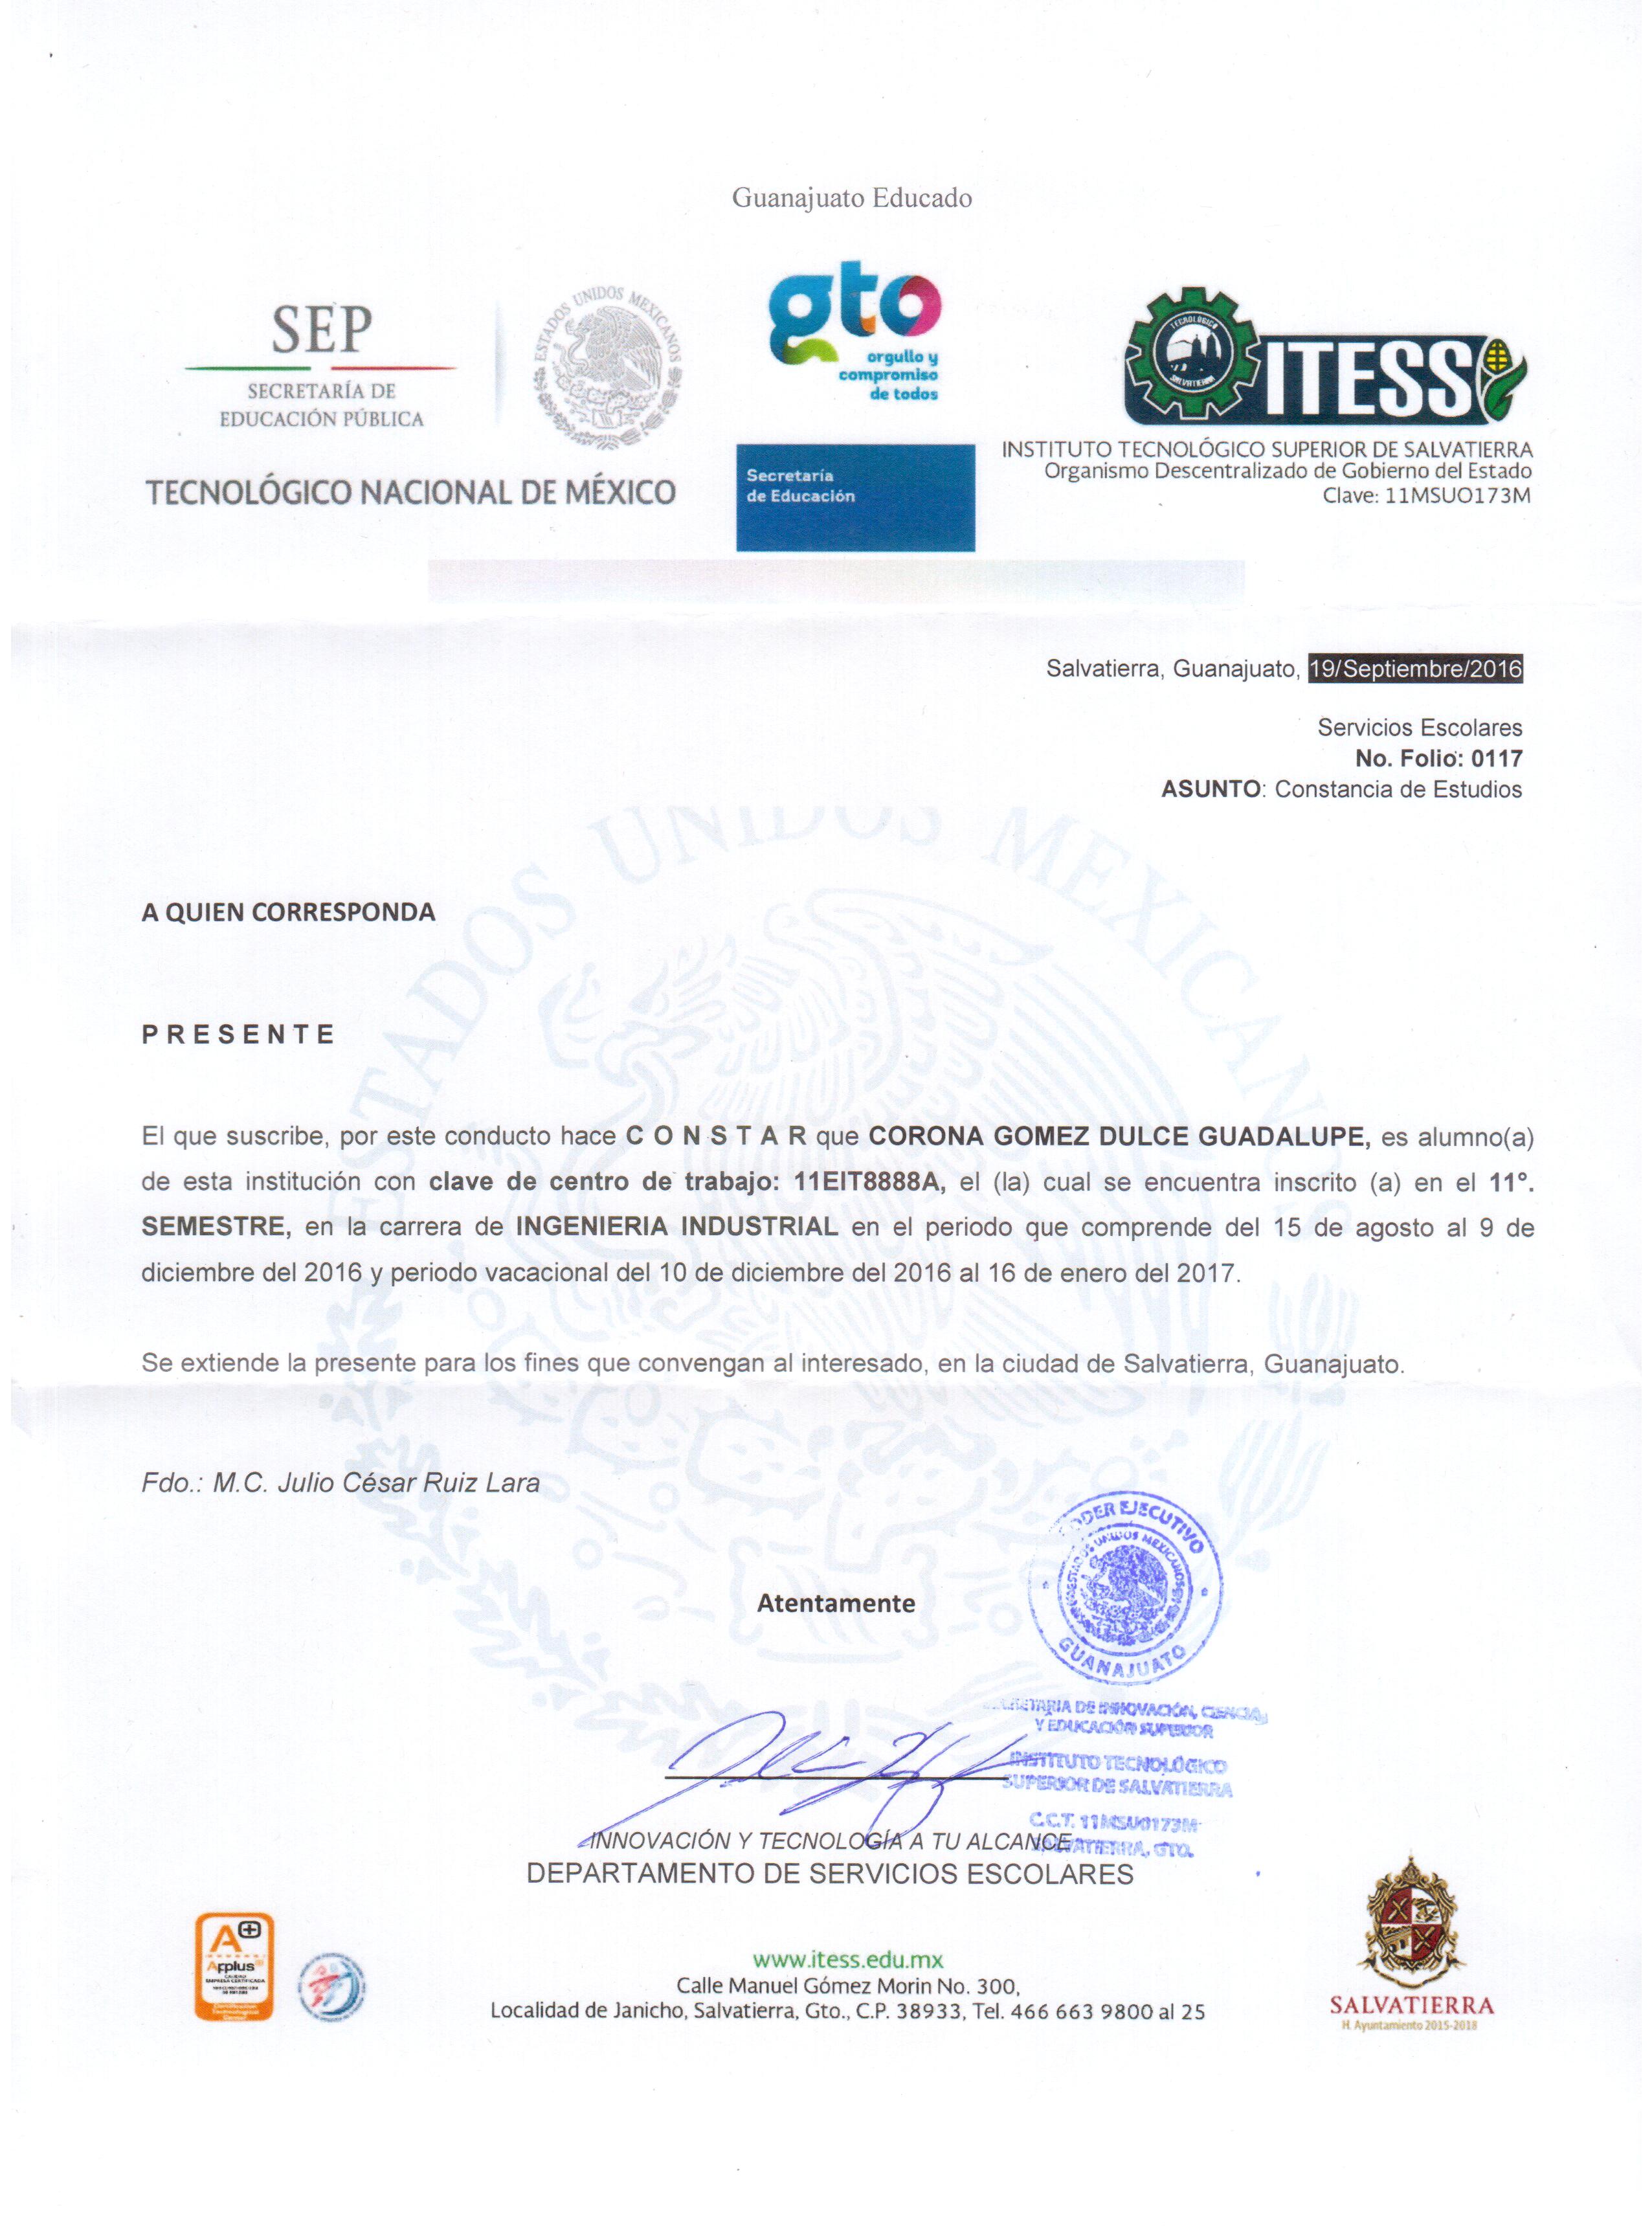 Guanajuato Educado
SEP
SECRETARÍA DE
EDUCACIÓN PÚBLICA
ESTADOS UNIDOS MEXICANOS
TECNOLÓGICO NACIONAL DE MÉXICO
gto
orgullo y
compromiso
de todos
Secretaría
de Educación
TECNOLÓGICO
SALVATIERRA
ITESS
INSTITUTO TECNOLÓGICO SUPERIOR DE SALVATIERRA
Organismo Descentralizado de Gobierno del Estado
Clave: 11MSUO173M
Salvatierra, Guanajuato, 19/Septiembre/2016
Servicios Escolares
No. Folio: 0117
ASUNTO: Constancia de Estudios
ESTADOS UNIDOS MEXICANOS
A QUIEN CORRESPONDA
P R E S E N T E
El que suscribe, por este conducto hace C O N S T A R que CORONA GOMEZ DULCE GUADALUPE, es alumno(a)
de esta institución con clave de centro de trabajo: 11EIT8888A, el (la) cual se encuentra inscrito (a) en el 11°.
SEMESTRE, en la carrera de INGENIERIA INDUSTRIAL en el periodo que comprende del 15 de agosto al 9 de
diciembre del 2016 y periodo vacacional del 10 de diciembre del 2016 al 16 de enero del 2017.
Se extiende la presente para los fines que convengan al interesado, en la ciudad de Salvatierra, Guanajuato.
Fdo.: M.C. Julio César Ruiz Lara
Atentamente
PODER EJECUTIVO
ESTADOS UNIDOS MEXICANOS
GUANAJUATO
DE INNOVACIÓN, CIENCIA
Y EDUCACIÓN SUPERIOR
INSTITUTO TECNOLÓGICO
SUPERIOR DE SALVATIERRA
C.C.T. 11MSU0173M
SALVATIERRA, GTO.
INNOVACIÓN Y TECNOLOGÍA A TU ALCANCE
DEPARTAMENTO DE SERVICIOS ESCOLARES
A+
Applus
www.itess.edu.mx
Calle Manuel Gómez Morin No. 300,
Localidad de Janicho, Salvatierra, Gto., C.P. 38933, Tel. 466 663 9800 al 25
SALVATIERRA
H. Ayuntamiento 2015-2018